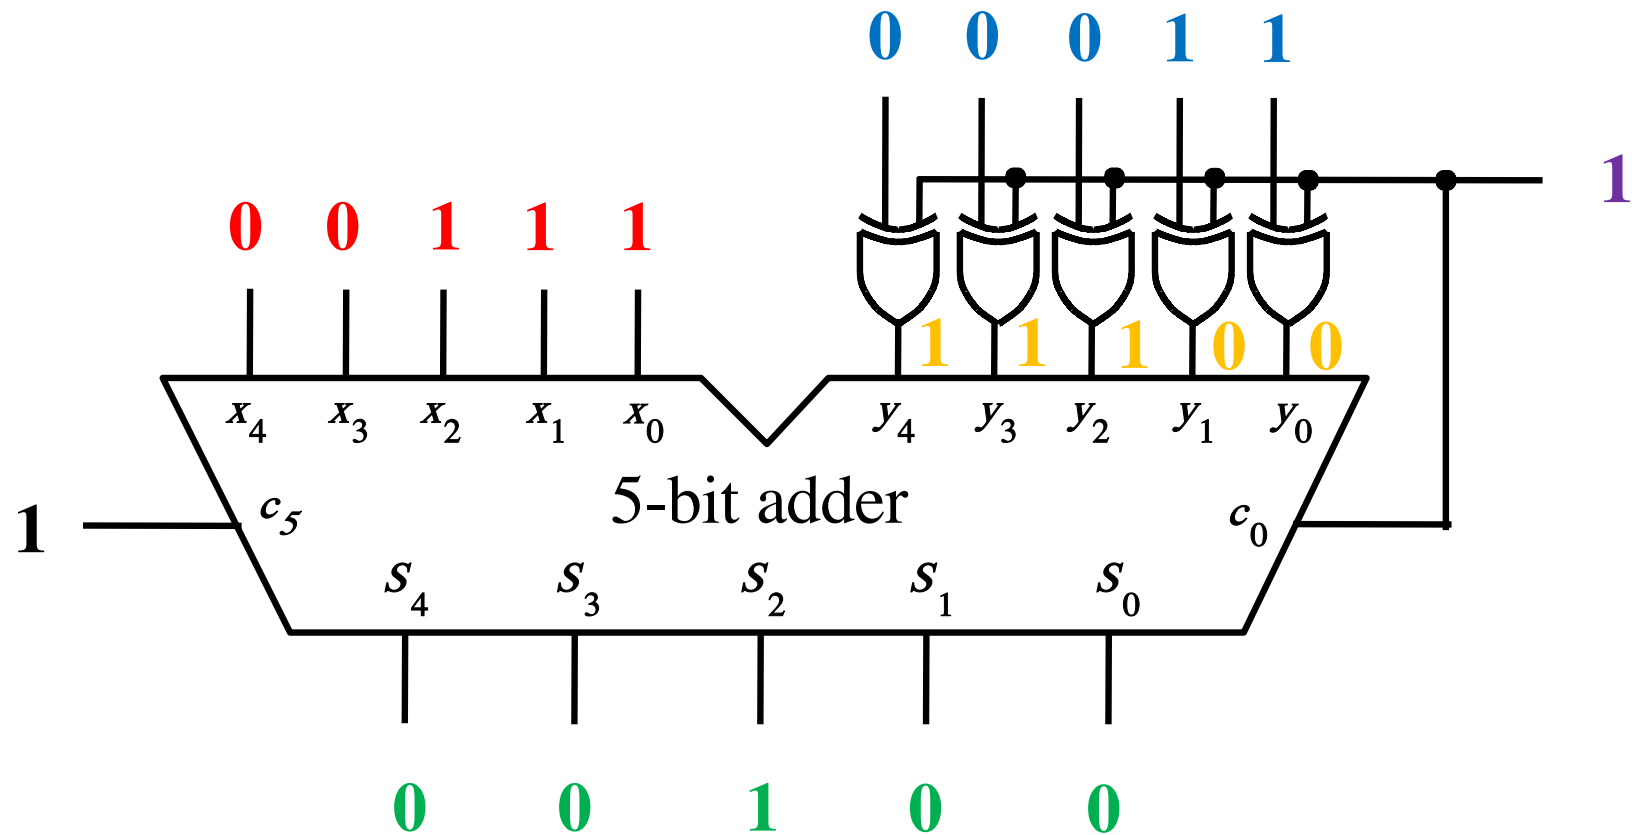 0 0 0 1 1
1
0 0 1 1 1
1 1 1 0 0
x4 x3 x2 x1 x0 y4 y3 y2 y1 y0
5-bit adder
1 c5 c0
S4 S3 S2 S1 S0
0 0 1 0 0